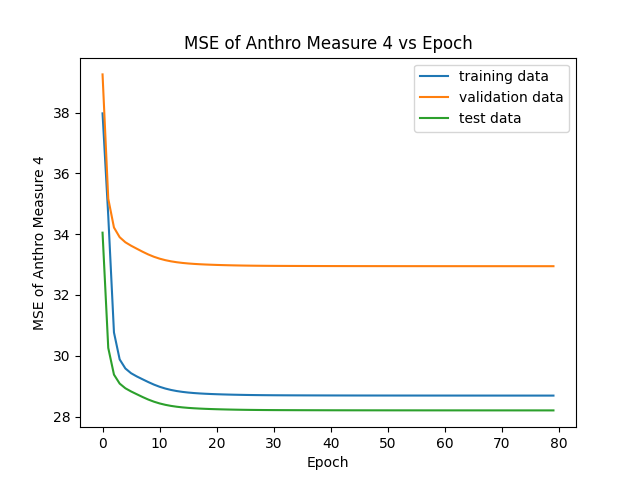 MSE of Anthro Measure 4 vs Epoch
training data
validation data
test data
MSE of Anthro Measure 4
38
36
34
32
30
28
0 10 20 30 40 50 60 70 80
Epoch